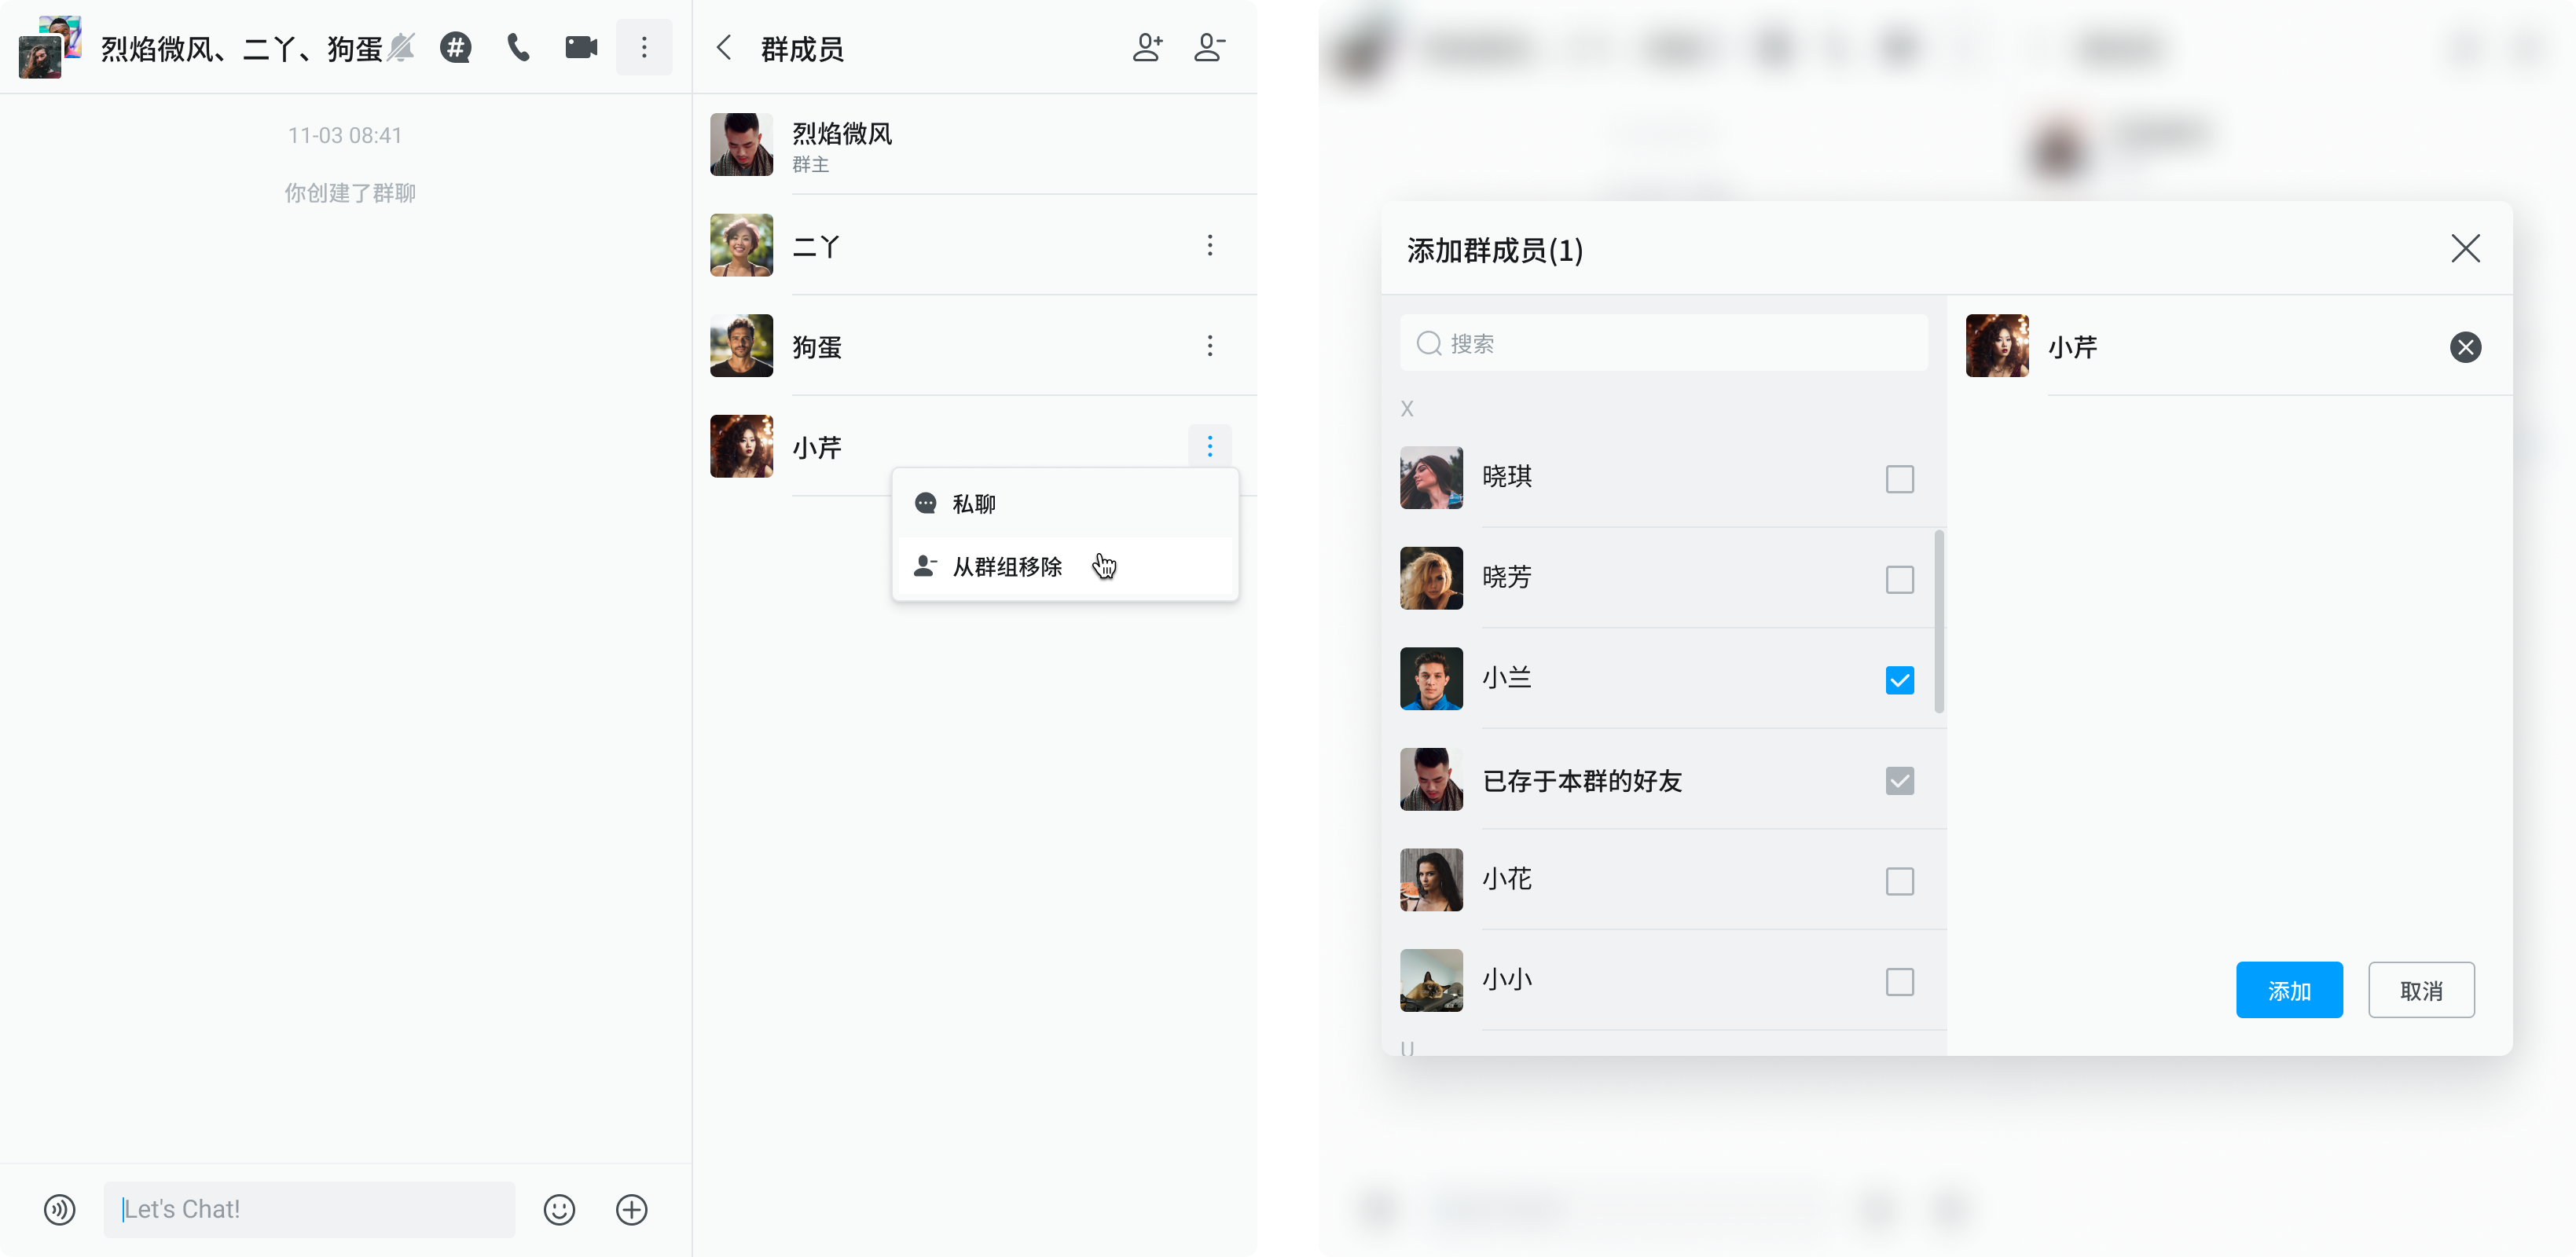 烈焰微风、二丫、狗蛋
11-03 08:41
你创建了群聊
Let's Chat!
群成员
烈焰微风
群主
二丫
狗蛋
小芹
私聊
从群组移除
添加群成员(1)
搜索
X
晓琪
晓芳
小兰
已存于本群的好友
小花
小小
U
小芹
添加
取消